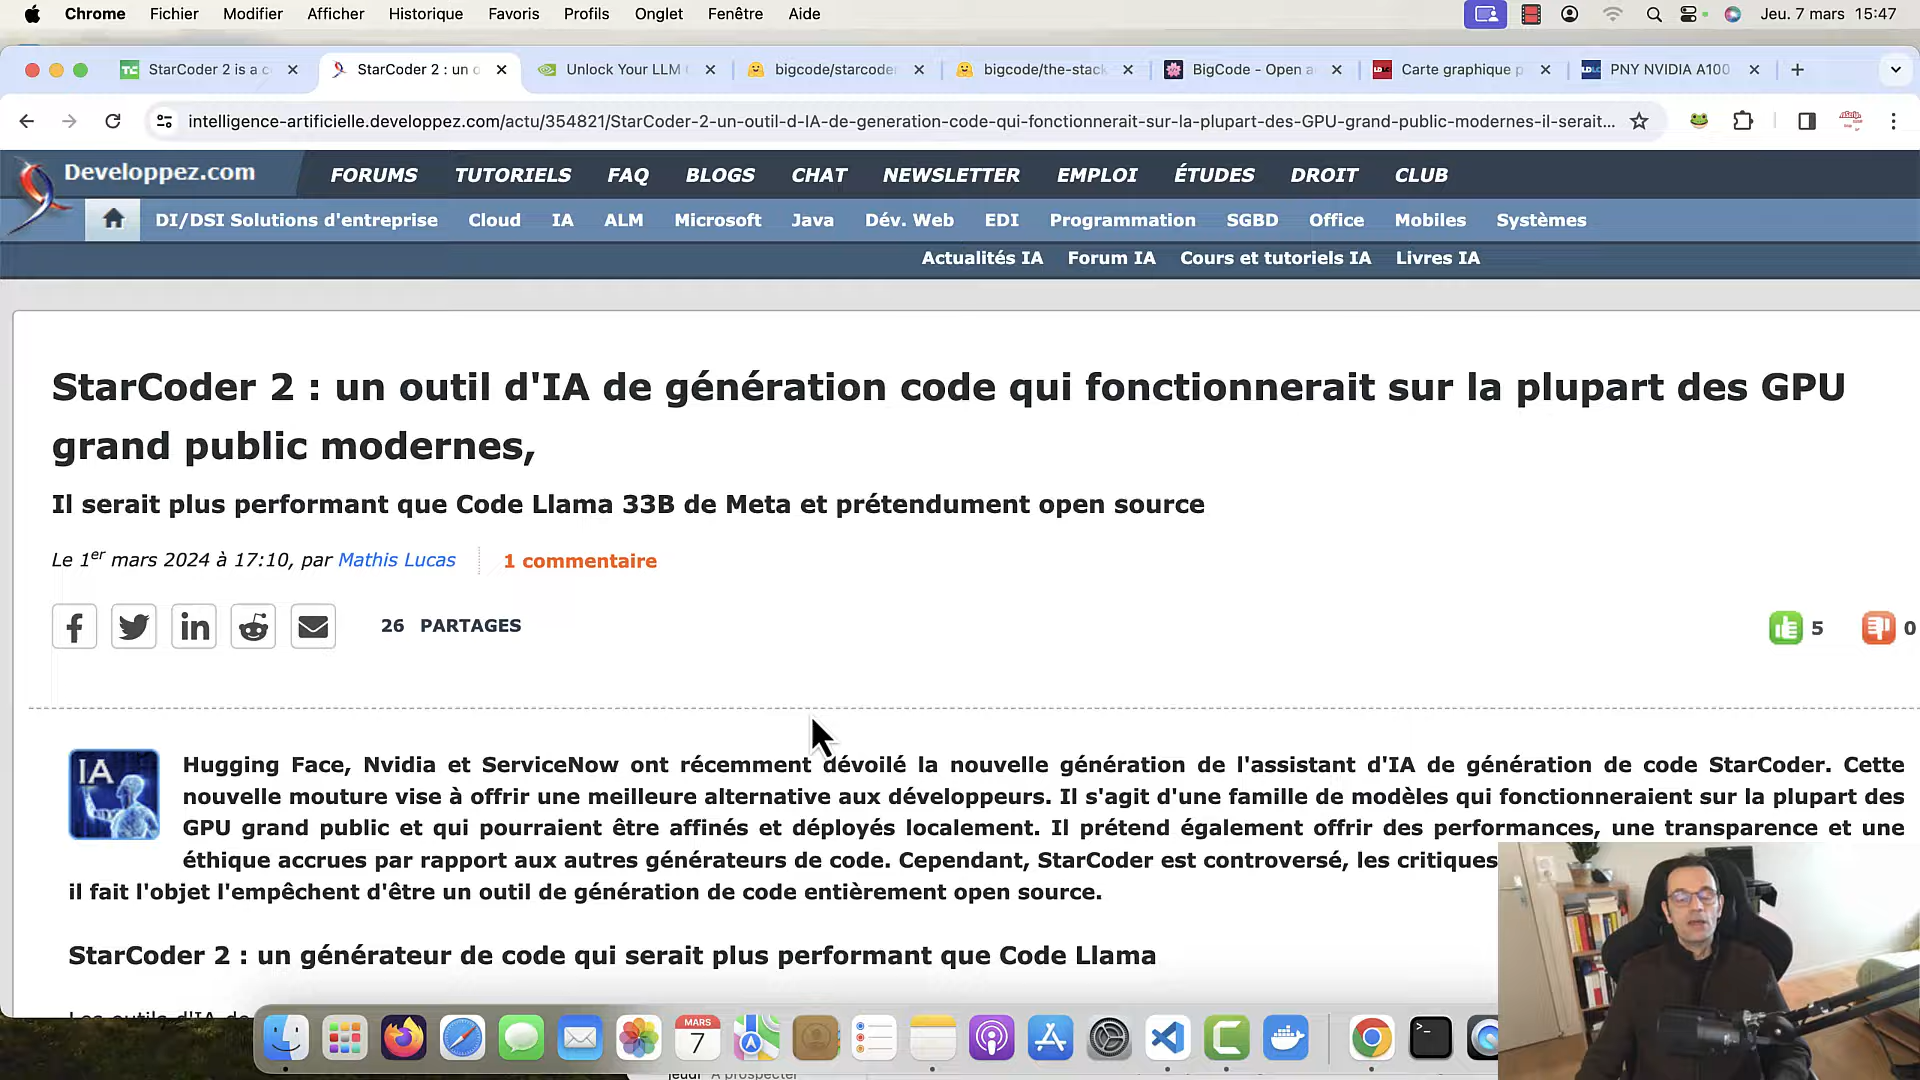 Chrome Fichier Modifier Afficher Historique Favoris Profils Onglet Fenêtre Aide Jeu. 7 mars 15:47
StarCoder 2 is a c StarCoder 2 : un o Unlock Your LLM bigcode/starcoder bigcode/the-stack BigCode - Open a Carte graphique p PNY NVIDIA A100
intelligence-artificielle.developpez.com/actu/354821/StarCoder-2-un-outil-d-IA-de-generation-code-qui-fonctionnerait-sur-la-plupart-des-GPU-grand-public-modernes-il-serait...
Developpez.com FORUMS TUTORIELS FAQ BLOGS CHAT NEWSLETTER EMPLOI ÉTUDES DROIT CLUB
DI/DSI Solutions d'entreprise Cloud IA ALM Microsoft Java Dév. Web EDI Programmation SGBD Office Mobiles Systèmes
Actualités IA Forum IA Cours et tutoriels IA Livres IA
StarCoder 2 : un outil d'IA de génération code qui fonctionnerait sur la plupart des GPU
grand public modernes,
Il serait plus performant que Code Llama 33B de Meta et prétendument open source
Le 1er mars 2024 à 17:10, par Mathis Lucas 1 commentaire
26 PARTAGES
5 0
IA
Hugging Face, Nvidia et ServiceNow ont récemment dévoilé la nouvelle génération de l'assistant d'IA de génération de code StarCoder. Cette
nouvelle mouture vise à offrir une meilleure alternative aux développeurs. Il s'agit d'une famille de modèles qui fonctionneraient sur la plupart des
GPU grand public et qui pourraient être affinés et déployés localement. Il prétend également offrir des performances, une transparence et une
éthique accrues par rapport aux autres générateurs de code. Cependant, StarCoder est controversé, les critiques
il fait l'objet l'empêchent d'être un outil de génération de code entièrement open source.
StarCoder 2 : un générateur de code qui serait plus performant que Code Llama
Les outils d'IA de
MARS
7
jeudi A prospecter